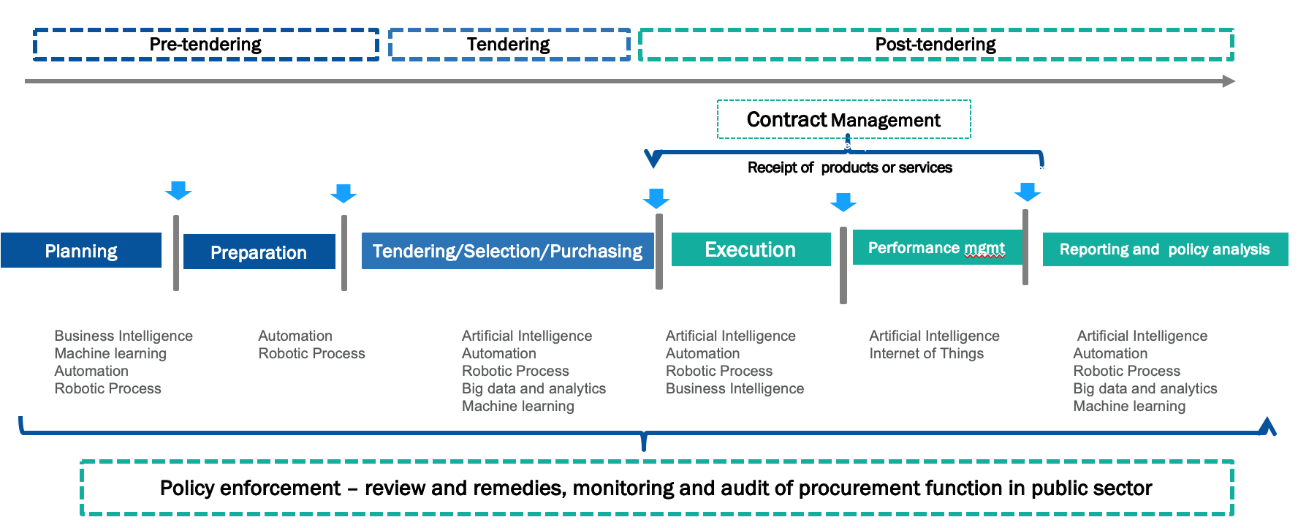 Pre-tendering
Tendering
Post-tendering
Contract Management
Receipt of products or services
Planning
Preparation
Tendering/Selection/Purchasing
Execution
Performance mgmt
Reporting and policy analysis
Business Intelligence
Machine learning
Automation
Robotic Process
Automation
Robotic Process
Artificial Intelligence
Automation
Robotic Process
Big data and analytics
Machine learning
Artificial Intelligence
Automation
Robotic Process
Business Intelligence
Artificial Intelligence
Internet of Things
Artificial Intelligence
Automation
Robotic Process
Big data and analytics
Machine learning
Policy enforcement – review and remedies, monitoring and audit of procurement function in public sector